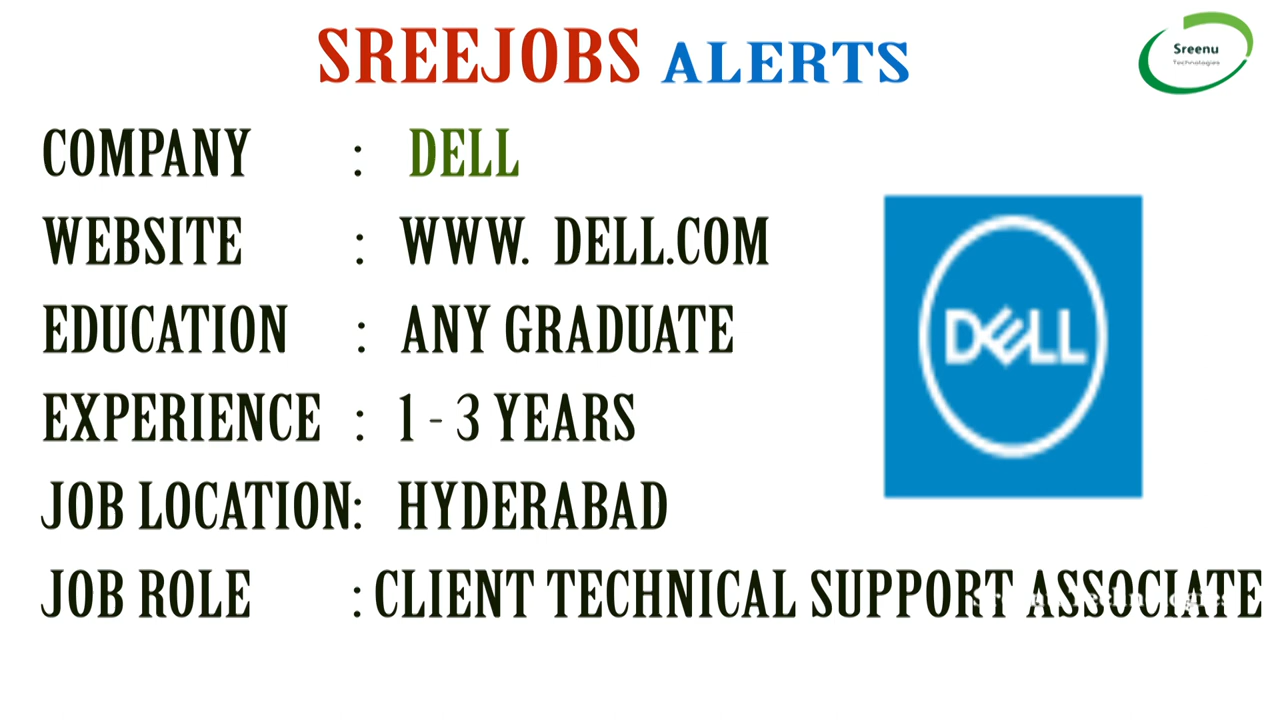 SREEJOBS ALERTS
Sreenu
Technologies
COMPANY : DELL
WEBSITE : WWW. DELL.COM
EDUCATION : ANY GRADUATE
EXPERIENCE : 1 - 3 YEARS
JOB LOCATION: HYDERABAD
JOB ROLE : CLIENT TECHNICAL SUPPORT ASSOCIATE
DELL